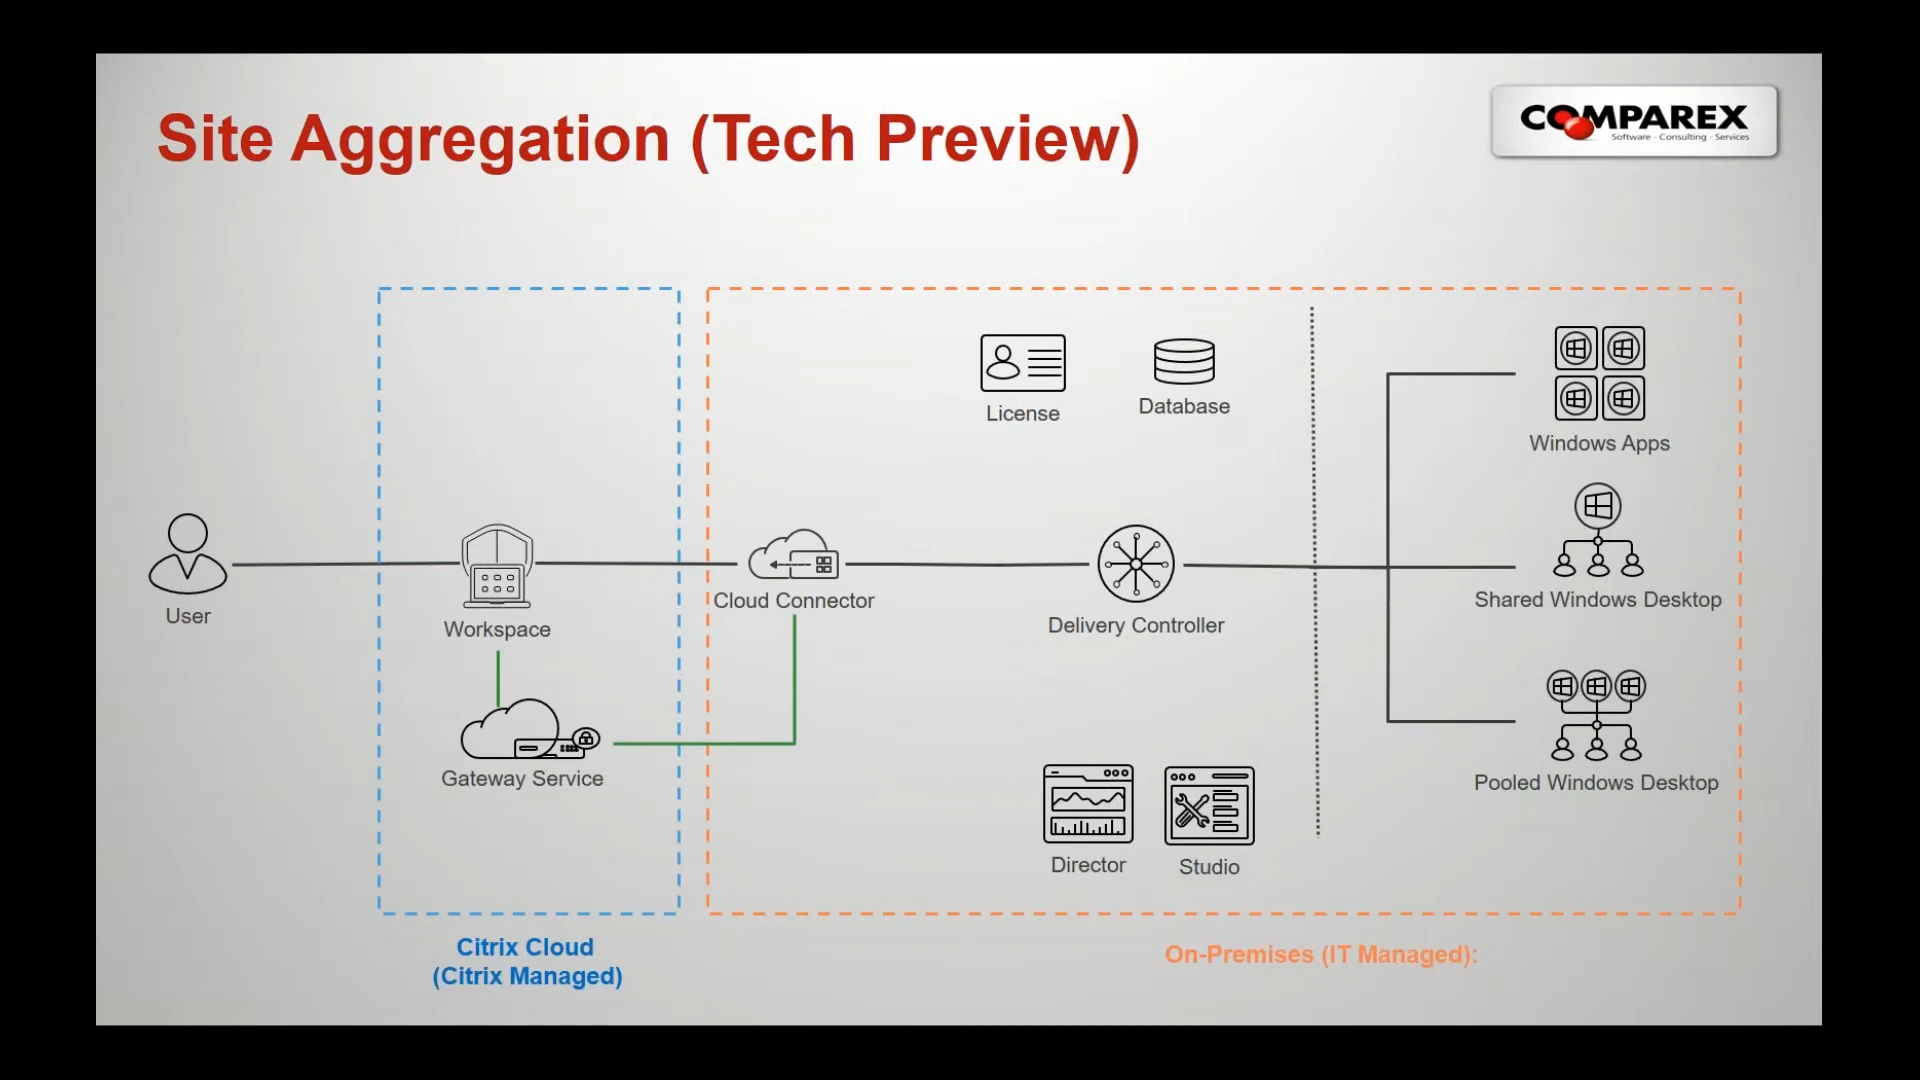 Site Aggregation (Tech Preview)
COMPAREX
Software · Consulting · Services
License
Database
Windows Apps
User
Workspace
Cloud Connector
Delivery Controller
Shared Windows Desktop
Gateway Service
Pooled Windows Desktop
Director
Studio
Citrix Cloud
(Citrix Managed)
On-Premises (IT Managed):